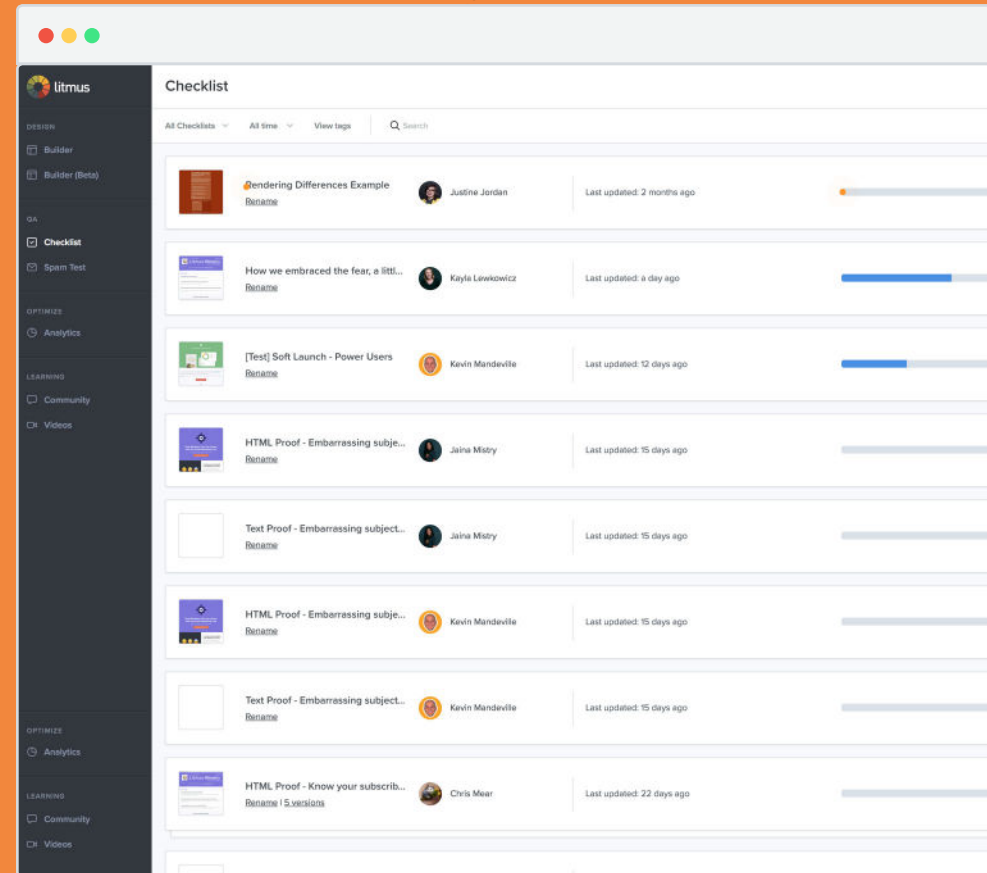 litmus
DESIGN
Builder
Builder (Beta)
QA
Checklist
Spam Test
OPTIMIZE
Analytics
LEARNING
Community
Videos
OPTIMIZE
Analytics
LEARNING
Community
Videos
Checklist
All Checklists
All time
View tags
Search
Rendering Differences Example
Rename
Justine Jordan
Last updated: 2 months ago
How we embraced the fear, a littl...
Rename
Kayla Lewkowicz
Last updated: a day ago
[Test] Soft Launch - Power Users
Rename
Kevin Mandeville
Last updated: 12 days ago
HTML Proof - Embarrassing subje...
Rename
Jaina Mistry
Last updated: 15 days ago
Text Proof - Embarrassing subject...
Rename
Jaina Mistry
Last updated: 15 days ago
HTML Proof - Embarrassing subje...
Rename
Kevin Mandeville
Last updated: 15 days ago
Text Proof - Embarrassing subject...
Rename
Kevin Mandeville
Last updated: 15 days ago
HTML Proof - Know your subscrib...
Rename | 5 versions
Chris Mear
Last updated: 22 days ago